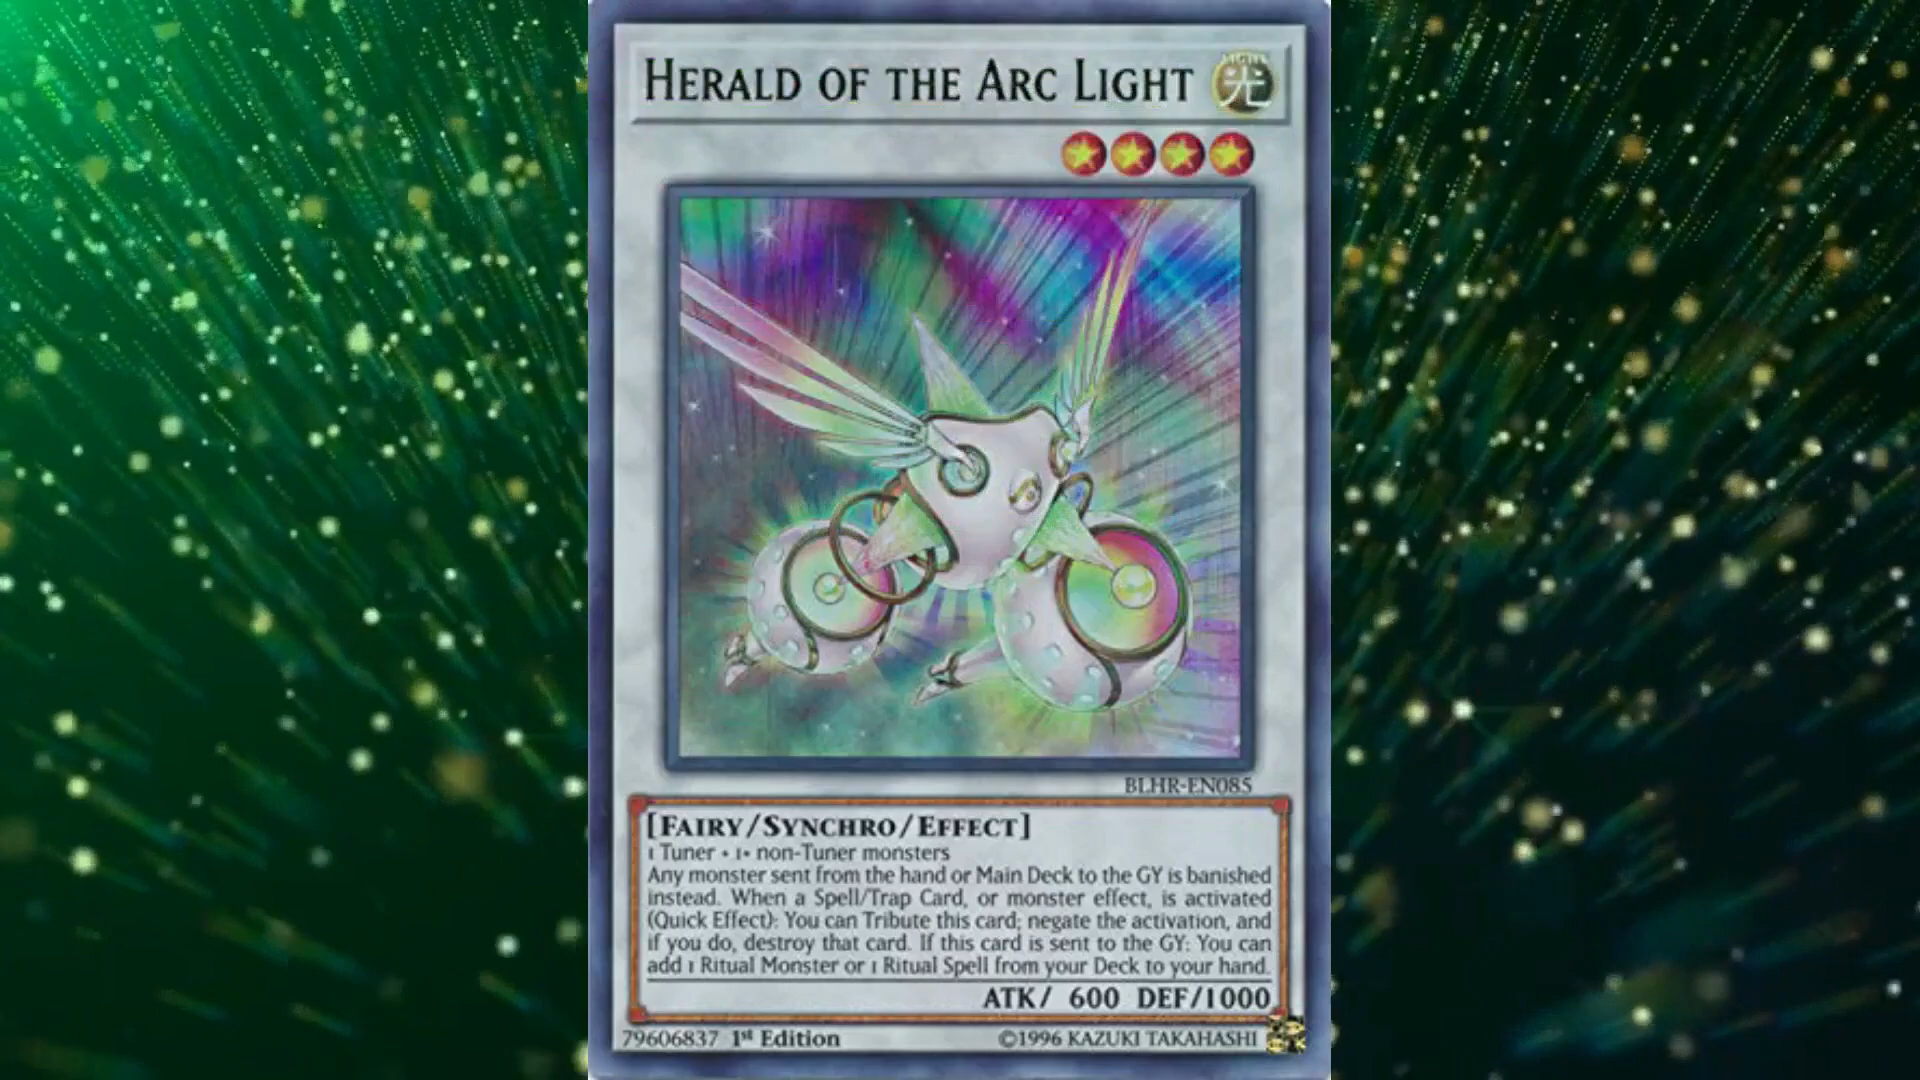 HERALD OF THE ARC LIGHT
LIGHT
光
BLHR-EN085
[FAIRY/SYNCHRO/EFFECT]
1 Tuner + 1+ non-Tuner monsters
Any monster sent from the hand or Main Deck to the GY is banished
instead. When a Spell/Trap Card, or monster effect, is activated
(Quick Effect): You can Tribute this card; negate the activation, and
if you do, destroy that card. If this card is sent to the GY: You can
add 1 Ritual Monster or 1 Ritual Spell from your Deck to your hand.
ATK/ 600 DEF/1000
79606837 1st Edition ©1996 KAZUKI TAKAHASHI